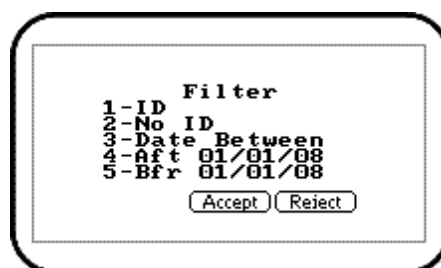 Filter
1-ID
2-No ID
3-Date Between
4-Aft 01/01/08
5-Bfr 01/01/08
Accept Reject